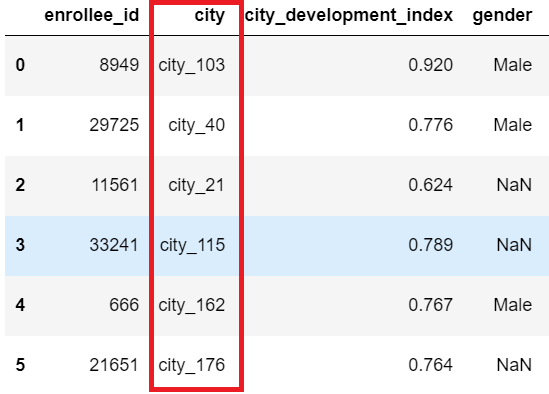 enrollee_id city city_development_index gender
0 8949 city_103 0.920 Male
1 29725 city_40 0.776 Male
2 11561 city_21 0.624 NaN
3 33241 city_115 0.789 NaN
4 666 city_162 0.767 Male
5 21651 city_176 0.764 NaN